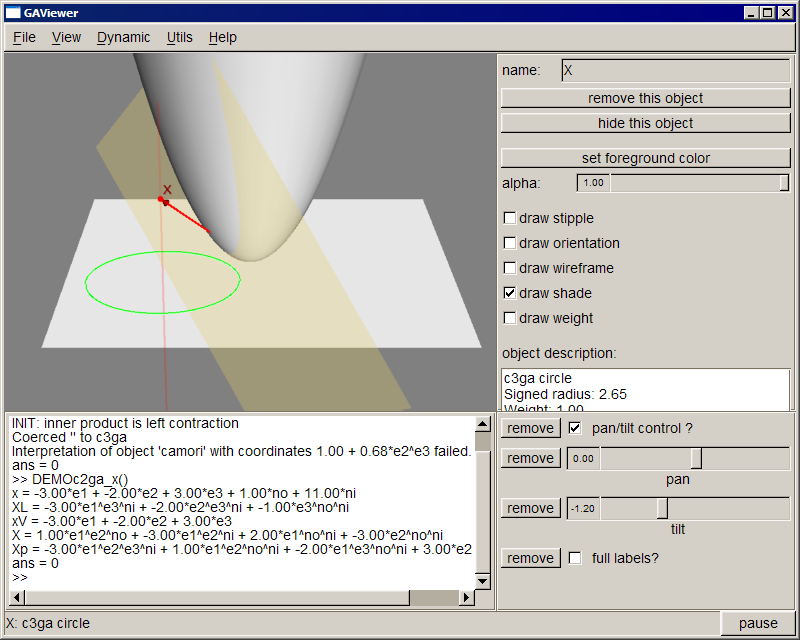 GAViewer
File View Dynamic Utils Help
X
name: X
remove this object
hide this object
set foreground color
alpha: 1.00
draw stipple
draw orientation
draw wireframe
draw shade
draw weight
object description:
c3ga circle
Signed radius: 2.65
Weight: 1.00
INIT: inner product is left contraction
Coerced '' to c3ga
Interpretation of object 'camori' with coordinates 1.00 + 0.68*e2^e3 failed.
ans = 0
>> DEMOc2ga_x()
x = -3.00*e1 + -2.00*e2 + 3.00*e3 + 1.00*no + 11.00*ni
XL = -3.00*e1^e3^ni + -2.00*e2^e3^ni + -1.00*e3^no^ni
xV = -3.00*e1 + -2.00*e2 + 3.00*e3
X = 1.00*e1^e2^no + -3.00*e1^e2^ni + 2.00*e1^no^ni + -3.00*e2^no^ni
Xp = -3.00*e1^e2^e3^ni + 1.00*e1^e2^no^ni + -2.00*e1^e3^no^ni + 3.00*e2
ans = 0
>>
remove pan/tilt control ?
remove 0.00
pan
remove -1.20
tilt
remove full labels?
X: c3ga circle
pause